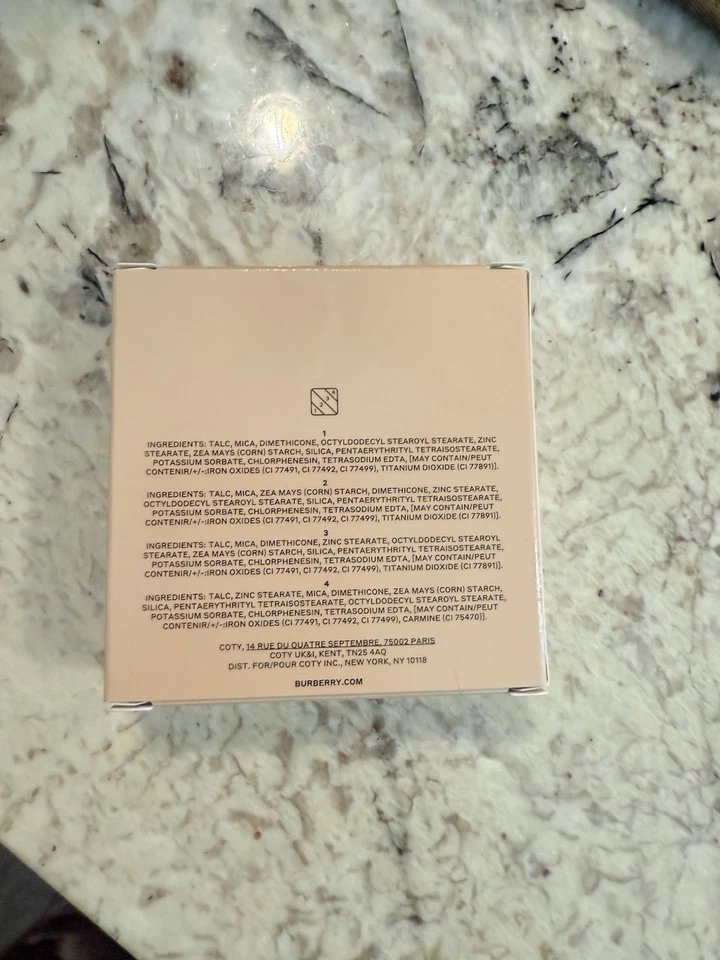 1 2 3 4
1
INGREDIENTS: TALC, MICA, DIMETHICONE, OCTYLDODECYL STEAROYL STEARATE, ZINC
STEARATE, ZEA MAYS (CORN) STARCH, SILICA, PENTAERYTHRITYL TETRAISOSTEARATE,
POTASSIUM SORBATE, CHLORPHENESIN, TETRASODIUM EDTA, [MAY CONTAIN/PEUT
CONTENIR/+/-:IRON OXIDES (CI 77491, CI 77492, CI 77499), TITANIUM DIOXIDE (CI 77891)].
2
INGREDIENTS: TALC, MICA, ZEA MAYS (CORN) STARCH, DIMETHICONE, ZINC STEARATE,
OCTYLDODECYL STEAROYL STEARATE, SILICA, PENTAERYTHRITYL TETRAISOSTEARATE,
POTASSIUM SORBATE, CHLORPHENESIN, TETRASODIUM EDTA, [MAY CONTAIN/PEUT
CONTENIR/+/-:IRON OXIDES (CI 77491, CI 77492, CI 77499), TITANIUM DIOXIDE (CI 77891)].
3
INGREDIENTS: TALC, MICA, DIMETHICONE, ZINC STEARATE, OCTYLDODECYL STEAROYL
STEARATE, ZEA MAYS (CORN) STARCH, SILICA, PENTAERYTHRITYL TETRAISOSTEARATE,
POTASSIUM SORBATE, CHLORPHENESIN, TETRASODIUM EDTA, [MAY CONTAIN/PEUT
CONTENIR/+/-:IRON OXIDES (CI 77491, CI 77492, CI 77499), TITANIUM DIOXIDE (CI 77891)].
4
INGREDIENTS: TALC, ZINC STEARATE, MICA, DIMETHICONE, ZEA MAYS (CORN) STARCH,
SILICA, PENTAERYTHRITYL TETRAISOSTEARATE, OCTYLDODECYL STEAROYL STEARATE,
POTASSIUM SORBATE, CHLORPHENESIN, TETRASODIUM EDTA, [MAY CONTAIN/PEUT
CONTENIR/+/-:IRON OXIDES (CI 77491, CI 77492, CI 77499), CARMINE (CI 75470)].
COTY, 14 RUE DU QUATRE SEPTEMBRE, 75002 PARIS
COTY UK&I, KENT, TN25 4AQ
DIST. FOR/POUR COTY INC., NEW YORK, NY 10118
BURBERRY.COM